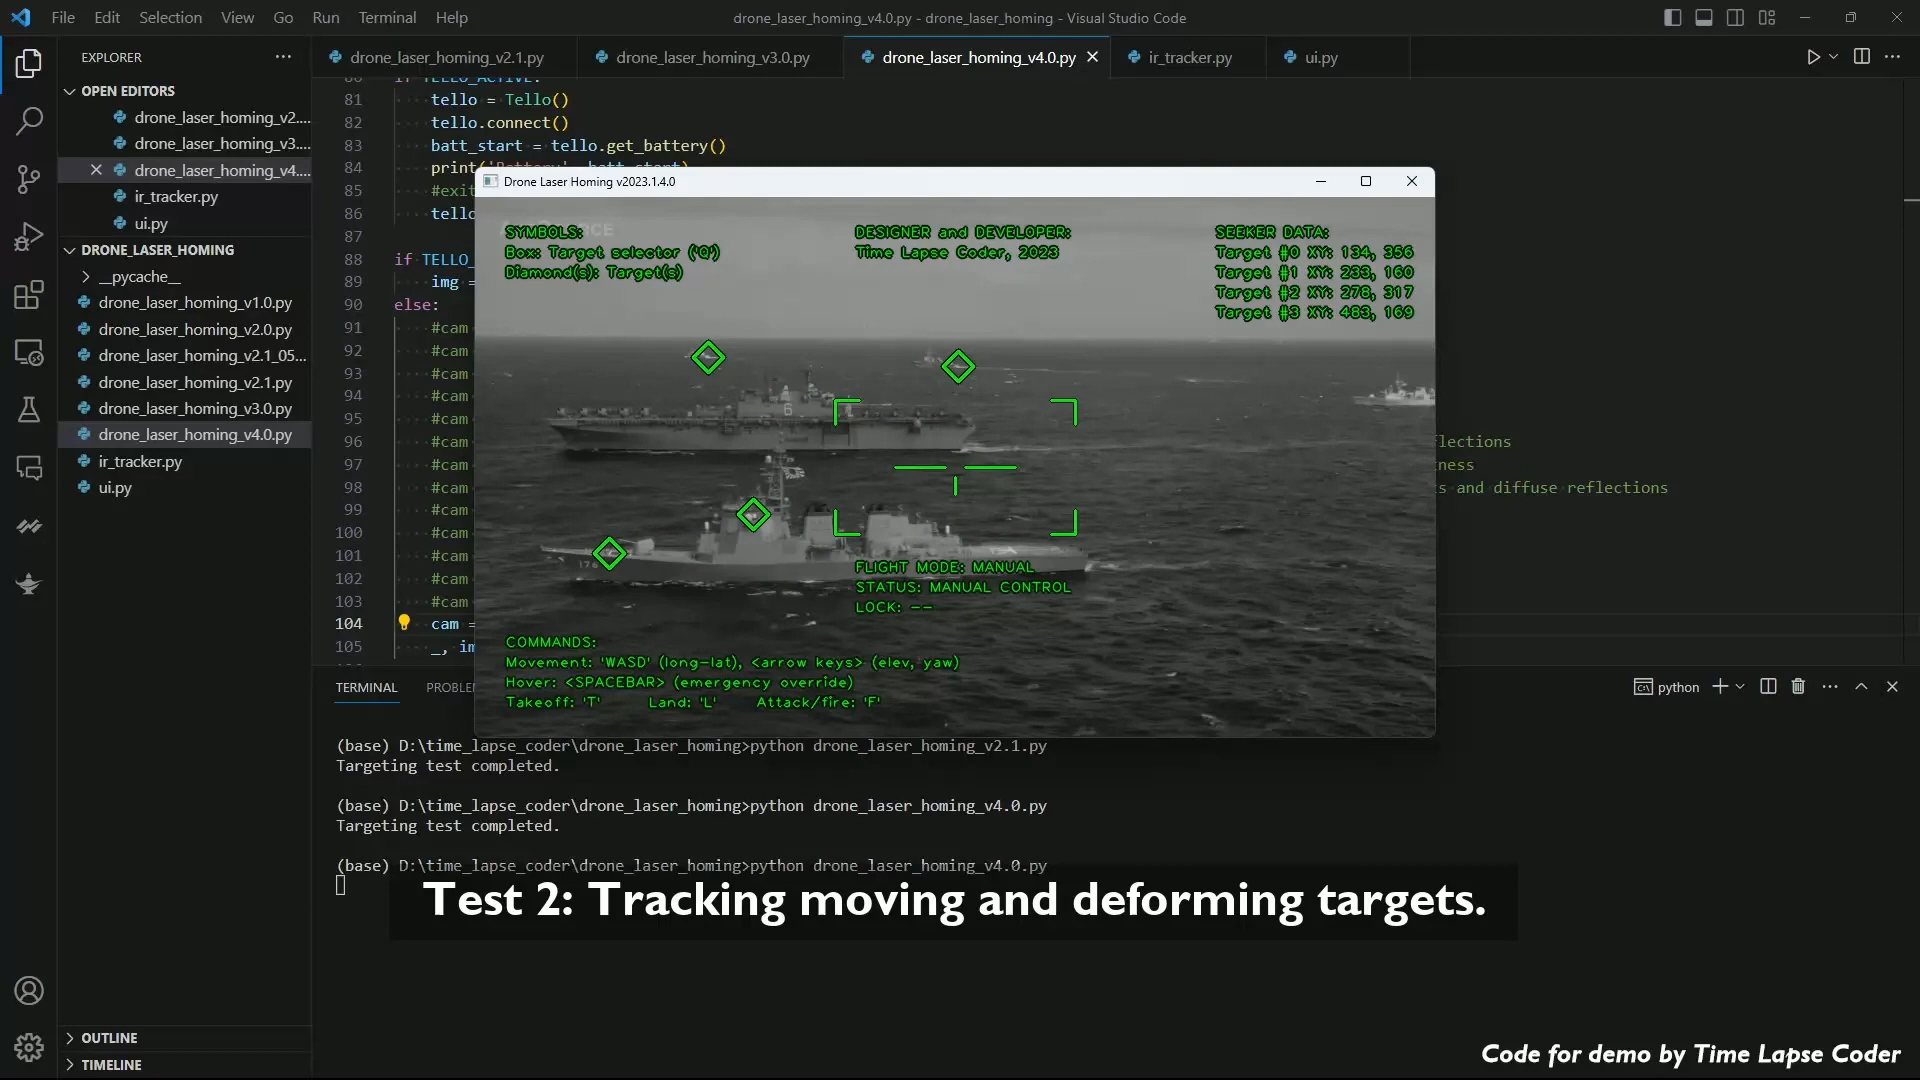 File Edit Selection View Go Run Terminal Help
drone_laser_homing_v4.0.py - drone_laser_homing - Visual Studio Code
EXPLORER
drone_laser_homing_v2.1.py
drone_laser_homing_v3.0.py
drone_laser_homing_v4.0.py
ir_tracker.py
ui.py
OPEN EDITORS
drone_laser_homing_v2....
drone_laser_homing_v3....
drone_laser_homing_v4....
ir_tracker.py
ui.py
DRONE_LASER_HOMING
__pycache__
drone_laser_homing_v1.0.py
drone_laser_homing_v2.0.py
drone_laser_homing_v2.1_05...
drone_laser_homing_v2.1.py
drone_laser_homing_v3.0.py
drone_laser_homing_v4.0.py
ir_tracker.py
ui.py
OUTLINE
TIMELINE
if TELLO_ACTIVE:
81 tello = Tello()
82 tello.connect()
83 batt_start = tello.get_battery()
84 print('Battery', batt_start)
85 #exit
86 tello
87
88 if TELLO_
89 img =
90 else:
91 #cam
92 #cam
93 #cam
94 #cam
95 #cam
96 #cam flections
97 #cam ness
98 #cam s and diffuse reflections
99 #cam
100 #cam
101 #cam
102 #cam
103 #cam
104 cam =
105 _, im
Drone Laser Homing v2023.1.4.0
SYMBOLS:
Box: Target selector ('Q')
Diamond(s): Target(s)
DESIGNER and DEVELOPER:
Time Lapse Coder, 2023
SEEKER DATA:
Target #0 XY: 134, 356
Target #1 XY: 233, 160
Target #2 XY: 278, 317
Target #3 XY: 483, 169
6
176
FLIGHT MODE: MANUAL
STATUS: MANUAL CONTROL
LOCK: --
COMMANDS:
Movement: 'WASD' (long-lat), <arrow keys> (elev, yaw)
Hover: <SPACEBAR> (emergency override)
Takeoff: 'T' Land: 'L' Attack/fire: 'F'
TERMINAL PROBLEM
python
(base) D:\time_lapse_coder\drone_laser_homing>python drone_laser_homing_v2.1.py
Targeting test completed.
(base) D:\time_lapse_coder\drone_laser_homing>python drone_laser_homing_v4.0.py
Targeting test completed.
(base) D:\time_lapse_coder\drone_laser_homing>python drone_laser_homing_v4.0.py
Test 2: Tracking moving and deforming targets.
Code for demo by Time Lapse Coder